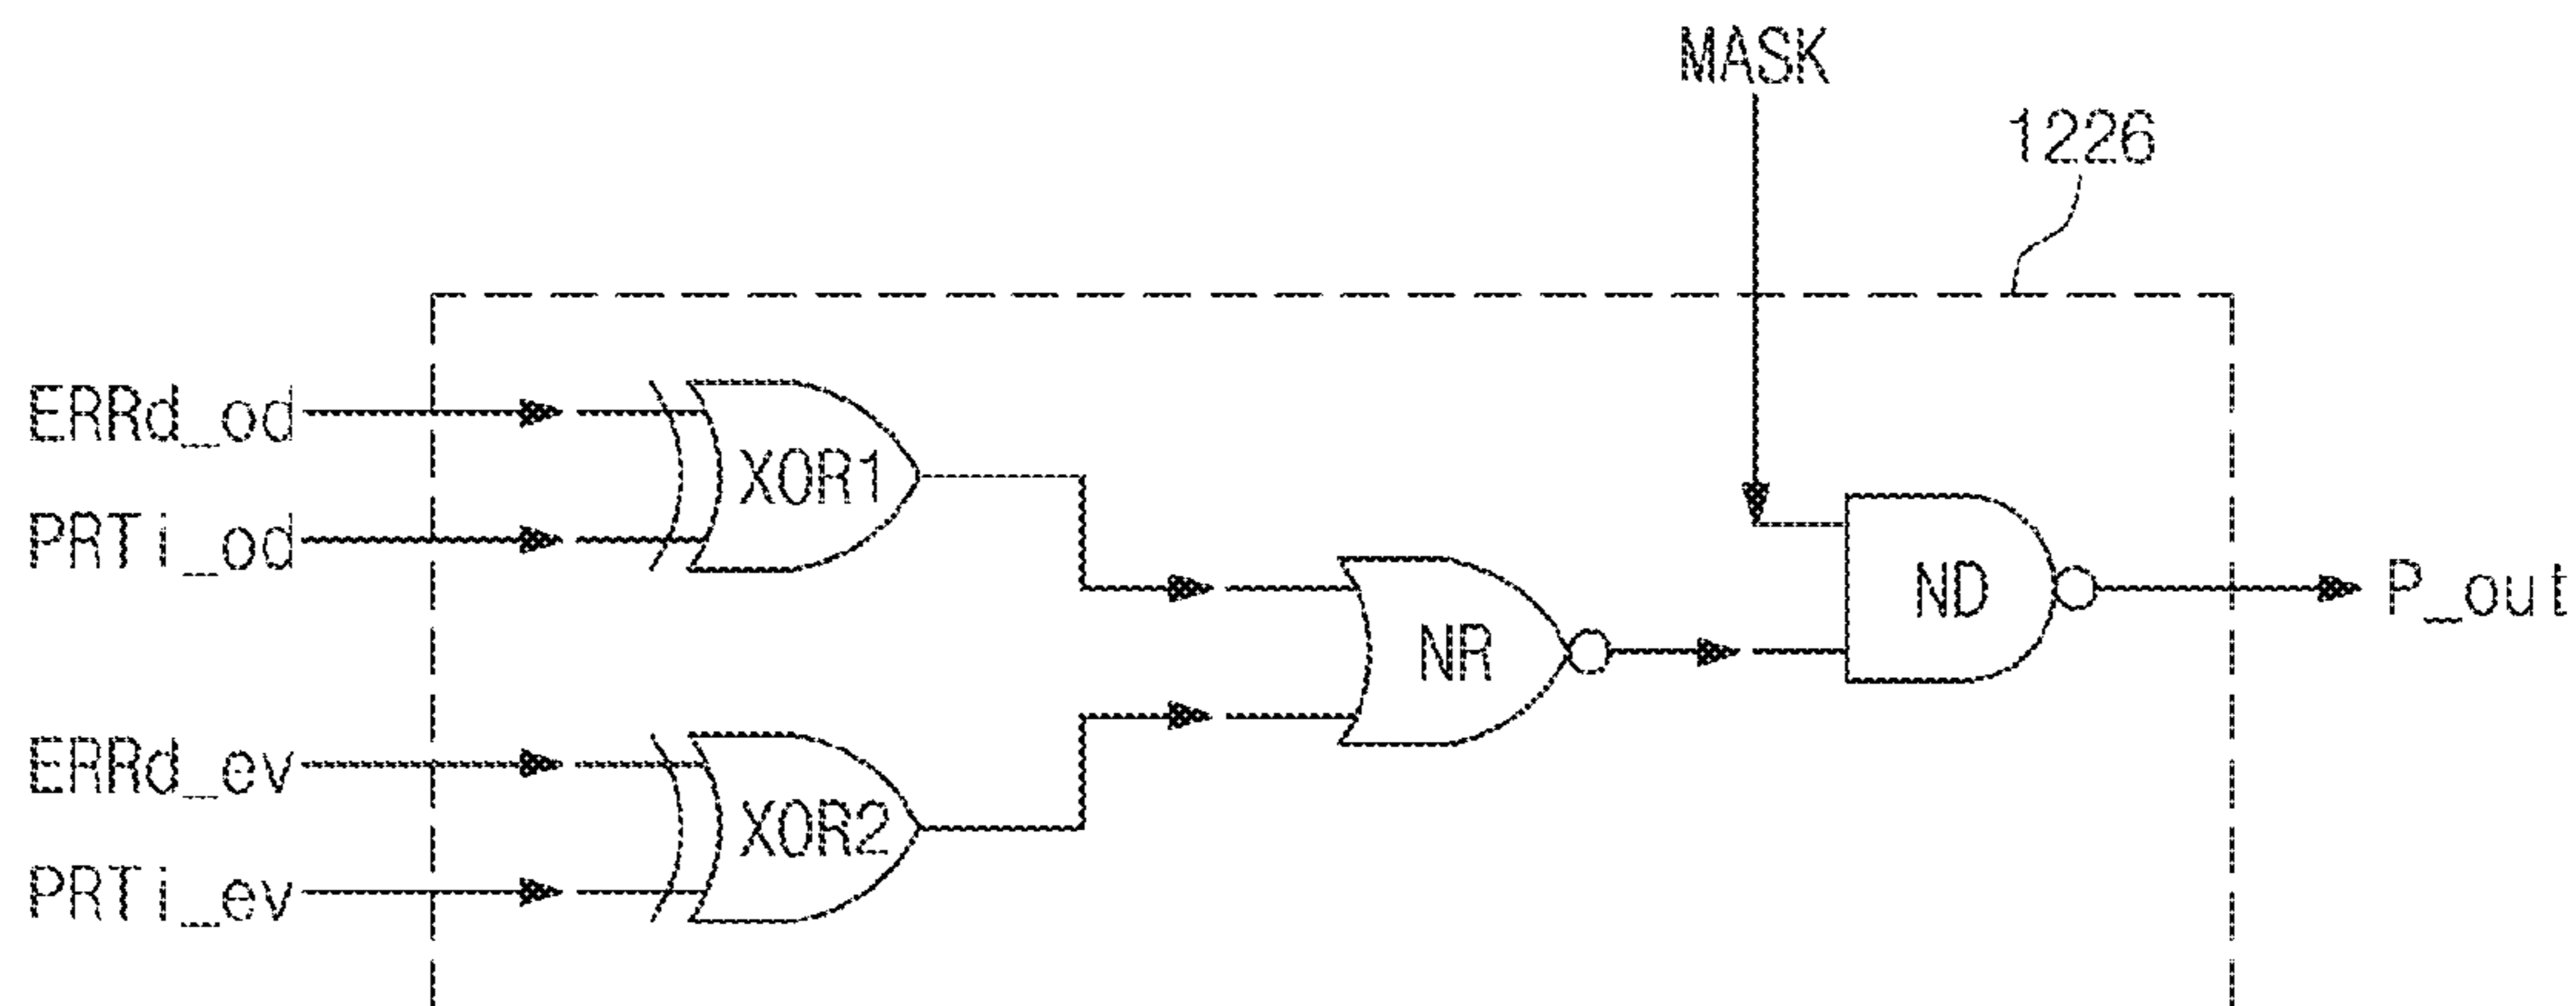 MASK
1226
ERRd_od
XOR1
PRTi_od
ND
P_out
NR
ERRd_ev
XOR2
PRTi_ev